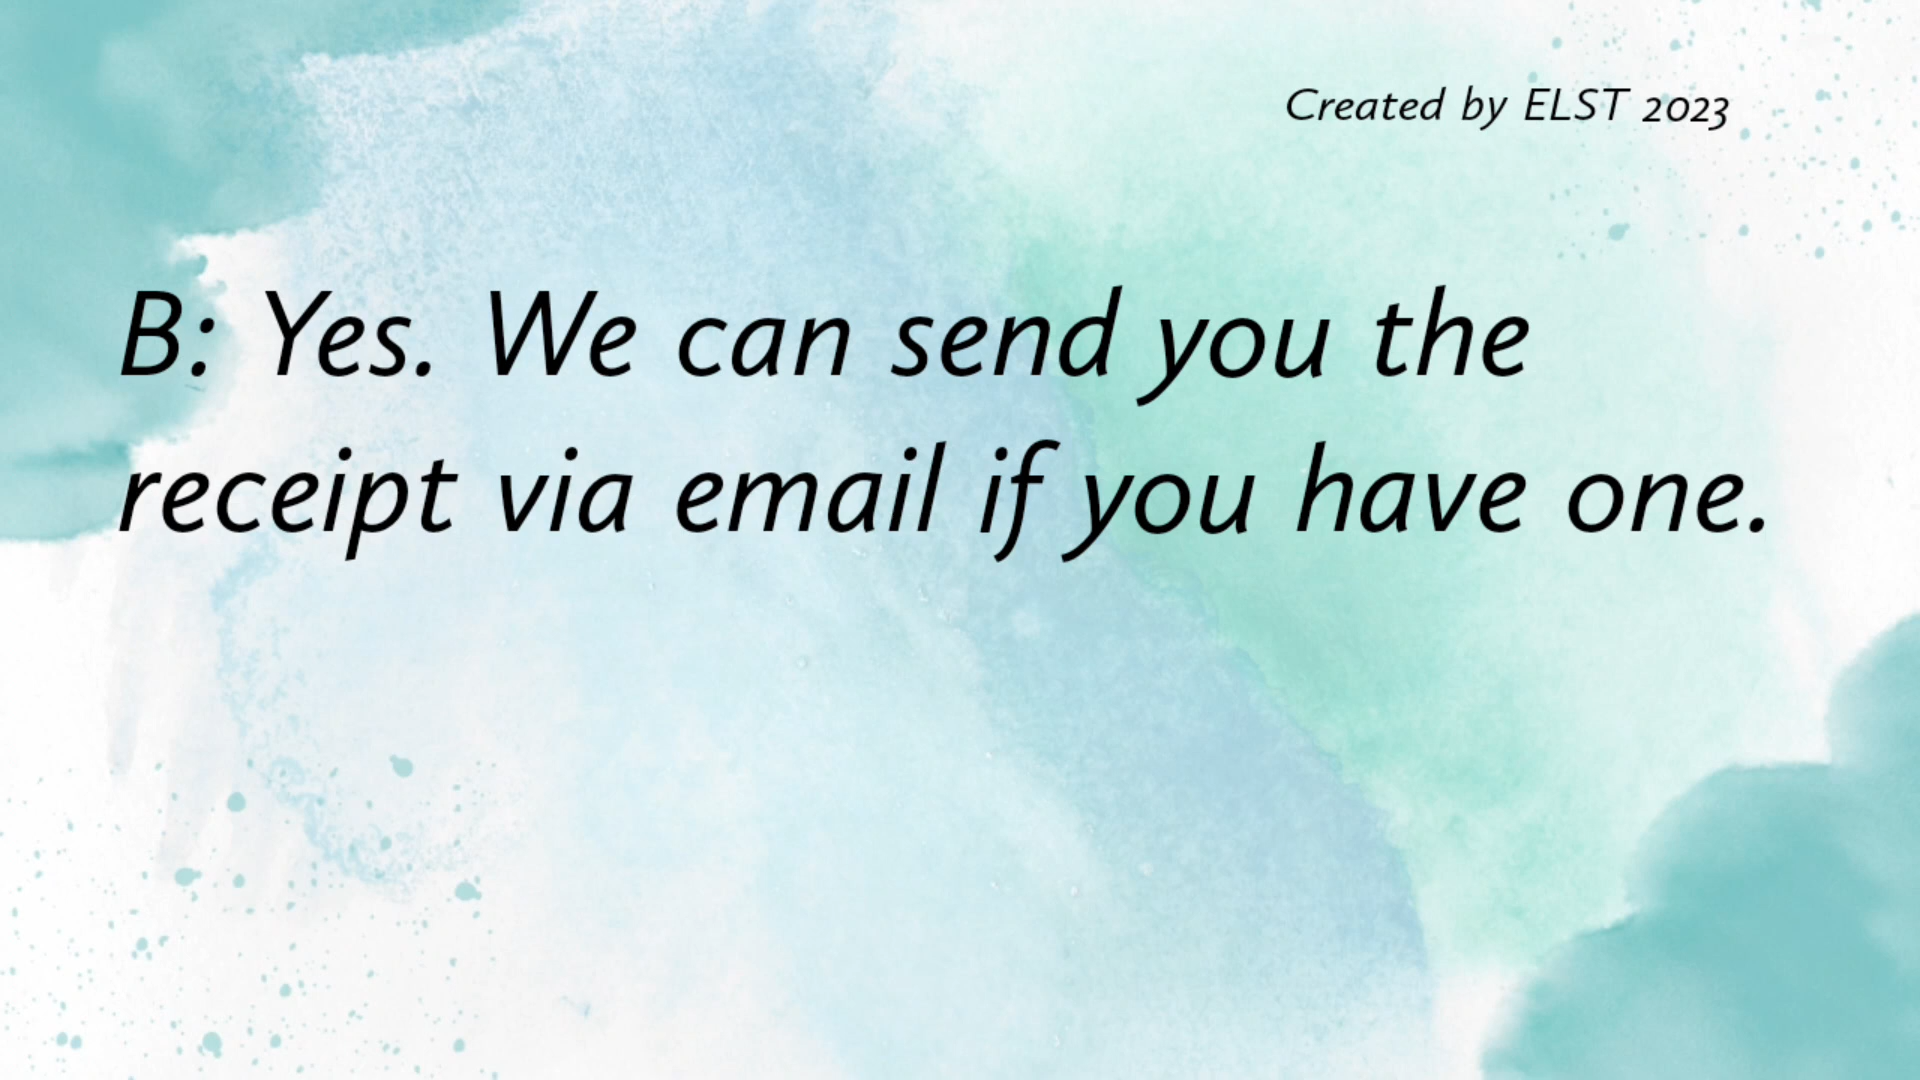 Created by ELST 2023
B: Yes. We can send you the
receipt via email if you have one.